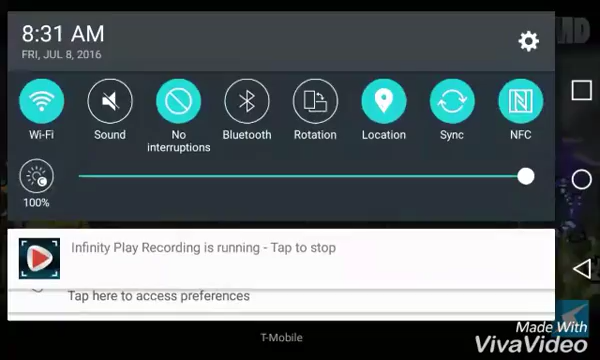 8:31 AM
FRI, JUL 8, 2016
Wi-Fi
Sound
No
interruptions
Bluetooth
Rotation
Location
Sync
NFC
100%
Infinity Play Recording is running - Tap to stop
Tap here to access preferences
T-Mobile
Made With
VivaVideo